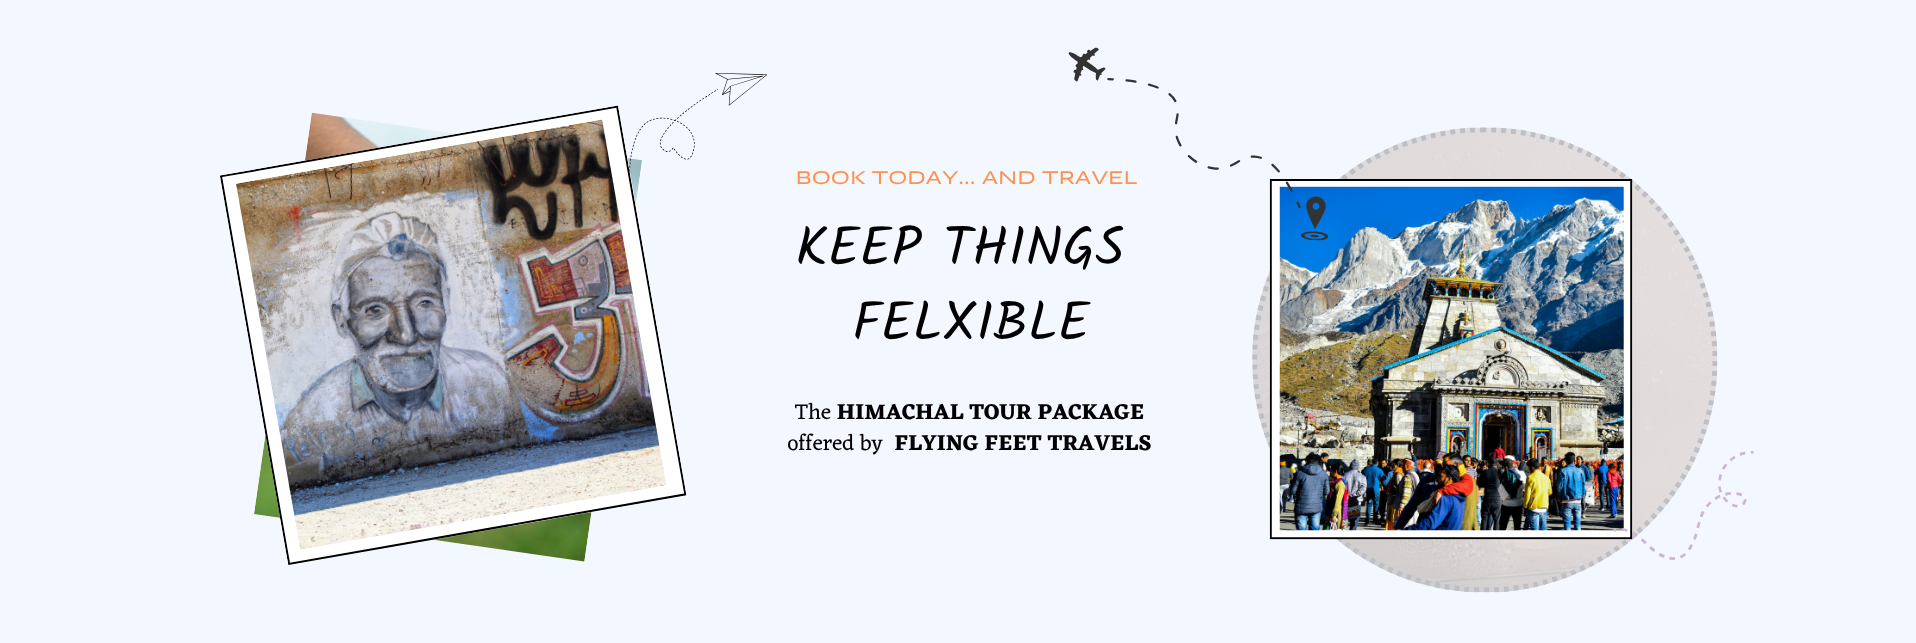 BOOK TODAY... AND TRAVEL
KEEP THINGS
FELXIBLE
The HIMACHAL TOUR PACKAGE
offered by FLYING FEET TRAVELS